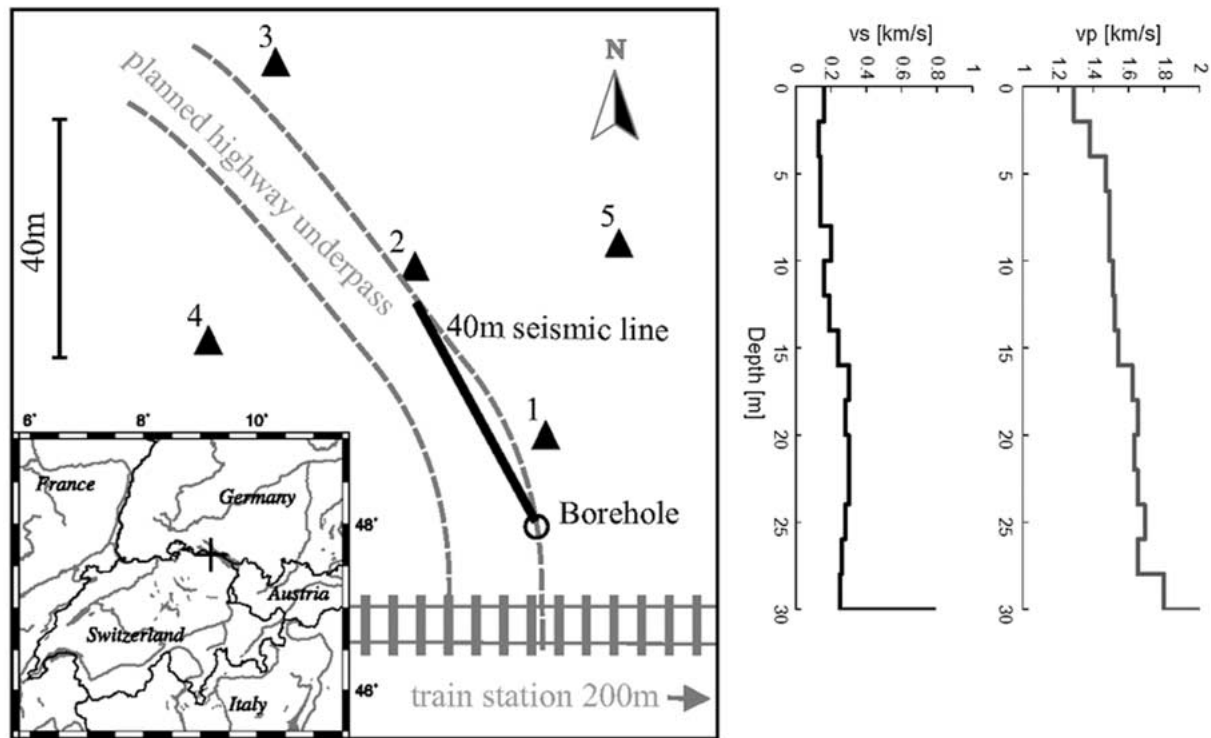 3
N
planned highway underpass
5
2
40m
40m seismic line
4
1
Borehole
6° 8° 10°
France
Germany
48°
Austria
Switzerland
46°
Italy
train station 200m
vs [km/s]
0 0.2 0.4 0.6 0.8 1
0
5
10
15
20
25
30
Depth [m]
vp [km/s]
1 1.2 1.4 1.6 1.8 2
0
5
10
15
20
25
30